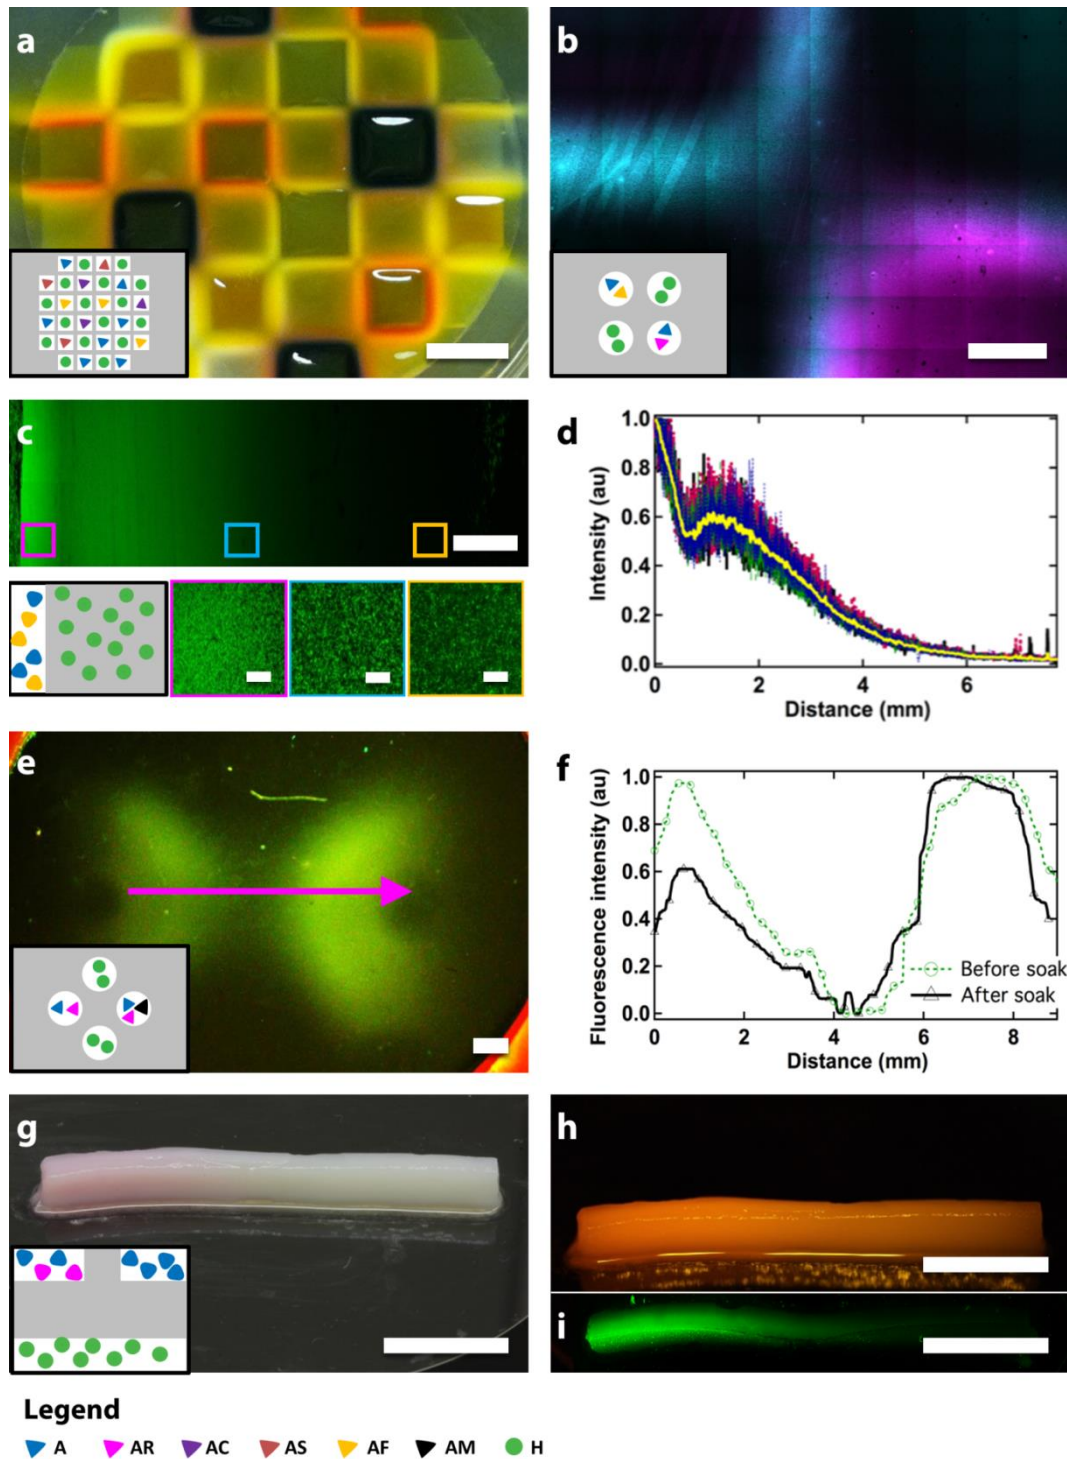 a
b
c
d
1.0
0.8
0.6
0.4
0.2
0.0
Intensity (au)
0 2 4 6
Distance (mm)
e
f
1.0
0.8
0.6
0.4
0.2
0.0
Fluorescence intensity (au)
Before soak
After soak
0 2 4 6 8
Distance (mm)
g
h
i
Legend
A AR AC AS AF AM H